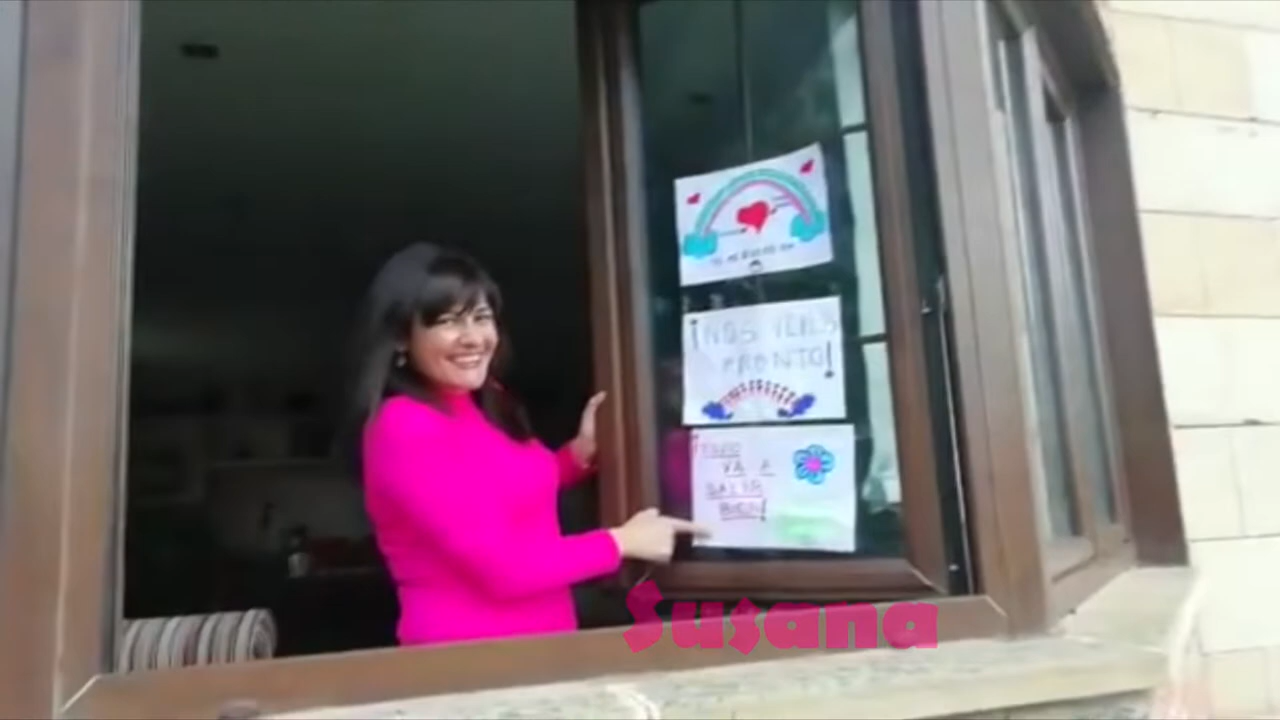 ¡NOS VEMOS
PRONTO!
¡TODO
VA A
SALIR
BIEN!
Susana